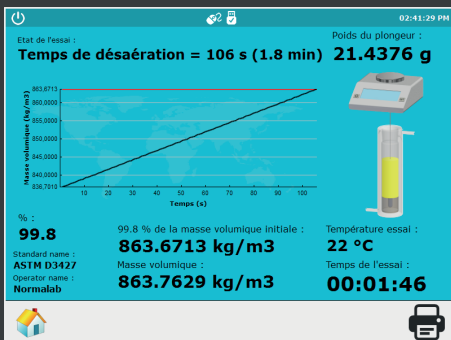 02:41:29 PM
Etat de l'essai :
Temps de désaération = 106 s (1.8 min)
Poids du plongeur :
21.4376 g
Masse volumique (kg/m3)
863,6713
860,0000
855,0000
850,0000
845,0000
840,0000
836,7010
10 20 30 40 50 60 70 80 90 100
Temps (s)
% :
99.8
Standard name :
ASTM D3427
Operator name :
Normalab
99.8 % de la masse volumique initiale :
863.6713 kg/m3
Masse volumique :
863.7629 kg/m3
Température essai :
22 °C
Temps de l'essai :
00:01:46